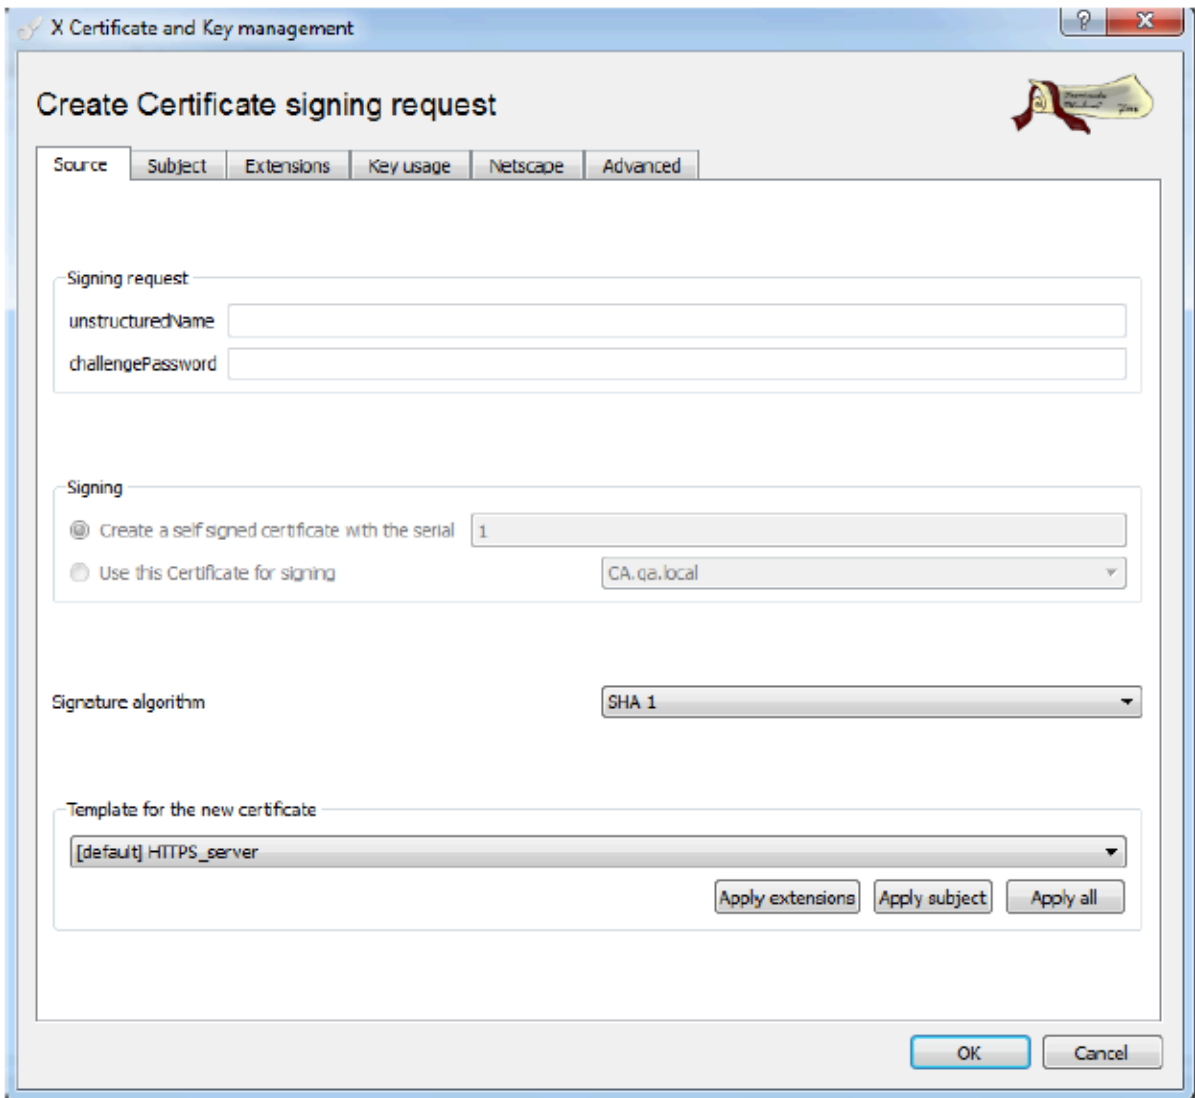 X Certificate and Key management
Create Certificate signing request
Source Subject Extensions Key usage Netscape Advanced
Signing request
unstructuredName
challengePassword
Signing
Create a self signed certificate with the serial 1
Use this Certificate for signing CA.qa.local
Signature algorithm SHA 1
Template for the new certificate
[default] HTTPS_server
Apply extensions Apply subject Apply all
OK Cancel